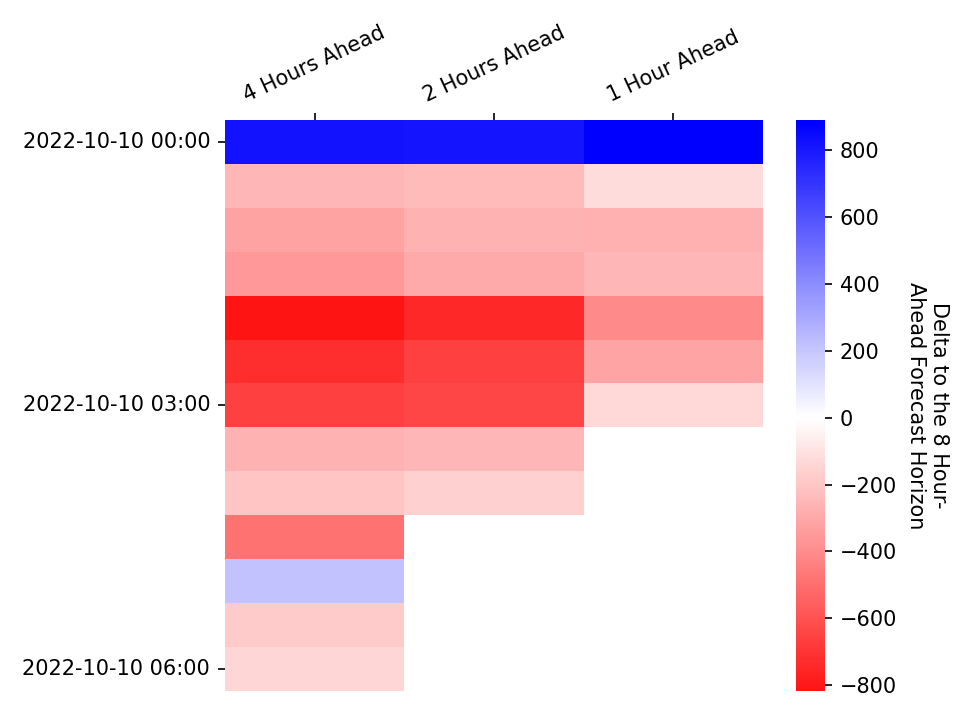 4 Hours Ahead
2 Hours Ahead
1 Hour Ahead
2022-10-10 00:00
2022-10-10 03:00
2022-10-10 06:00
800
600
400
200
0
−200
−400
−600
−800
Delta to the 8 Hour-
Ahead Forecast Horizon